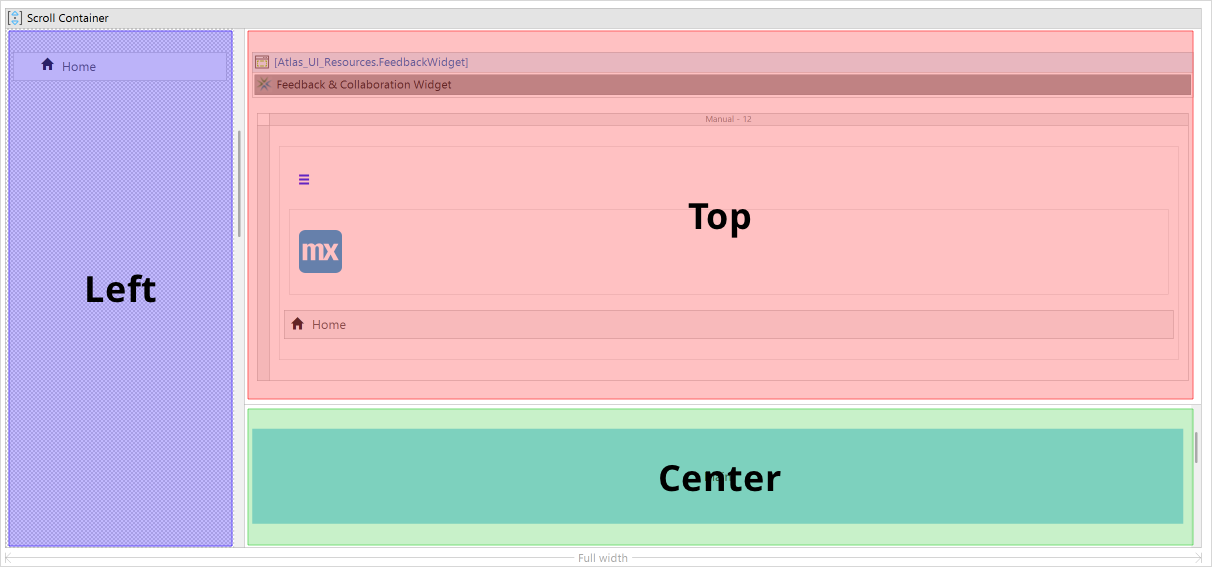 Scroll Container
Home
Left
[Atlas_UI_Resources.FeedbackWidget]
Feedback & Collaboration Widget
Manual - 12
Top
mx
Home
Center
Full width